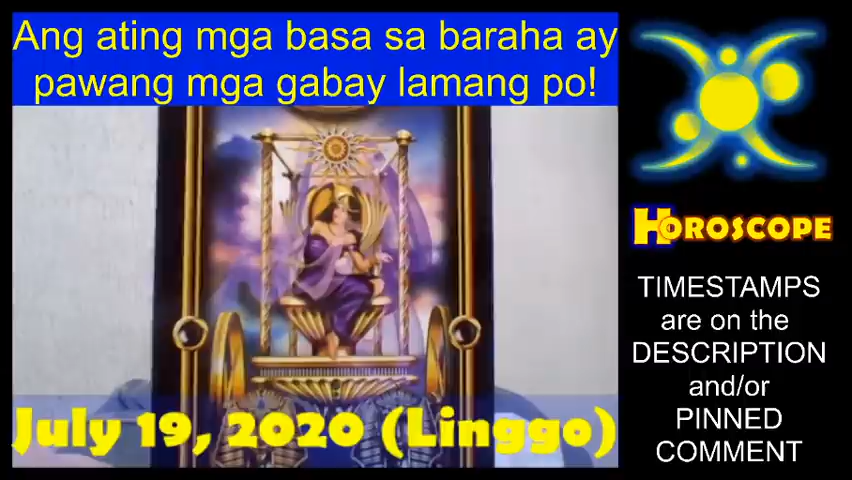 Ang ating mga basa sa baraha ay
pawang mga gabay lamang po!
HOROSCOPE
TIMESTAMPS
are on the
DESCRIPTION
and/or
PINNED
COMMENT
July 19, 2020 (Linggo)